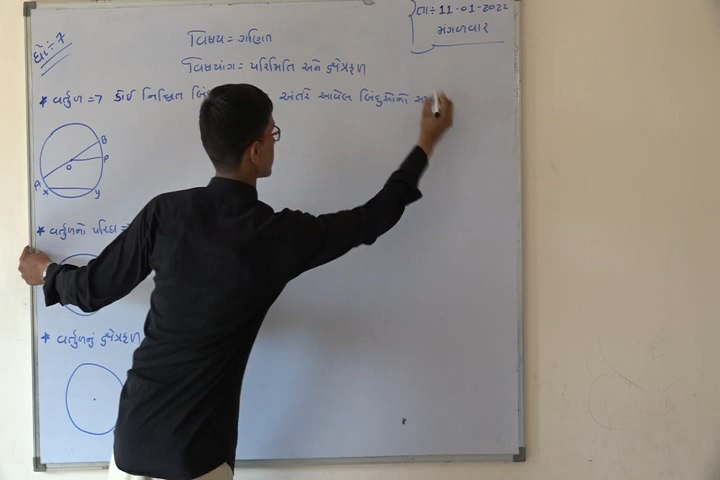 ધો ÷ 7
તા ÷ 11-01-2022
મંગળવાર
વિષય = ગણિત
વિષયાંગ = પરિમિતિ અને ક્ષેત્રફળ
* વર્તુળ => કોઈ નિશ્ચિત અંતરે આવેલ બિંદુઓનો
B
O P
A
x y
* વર્તુળનો પરિઘ =
* વર્તુળનું ક્ષેત્રફળ